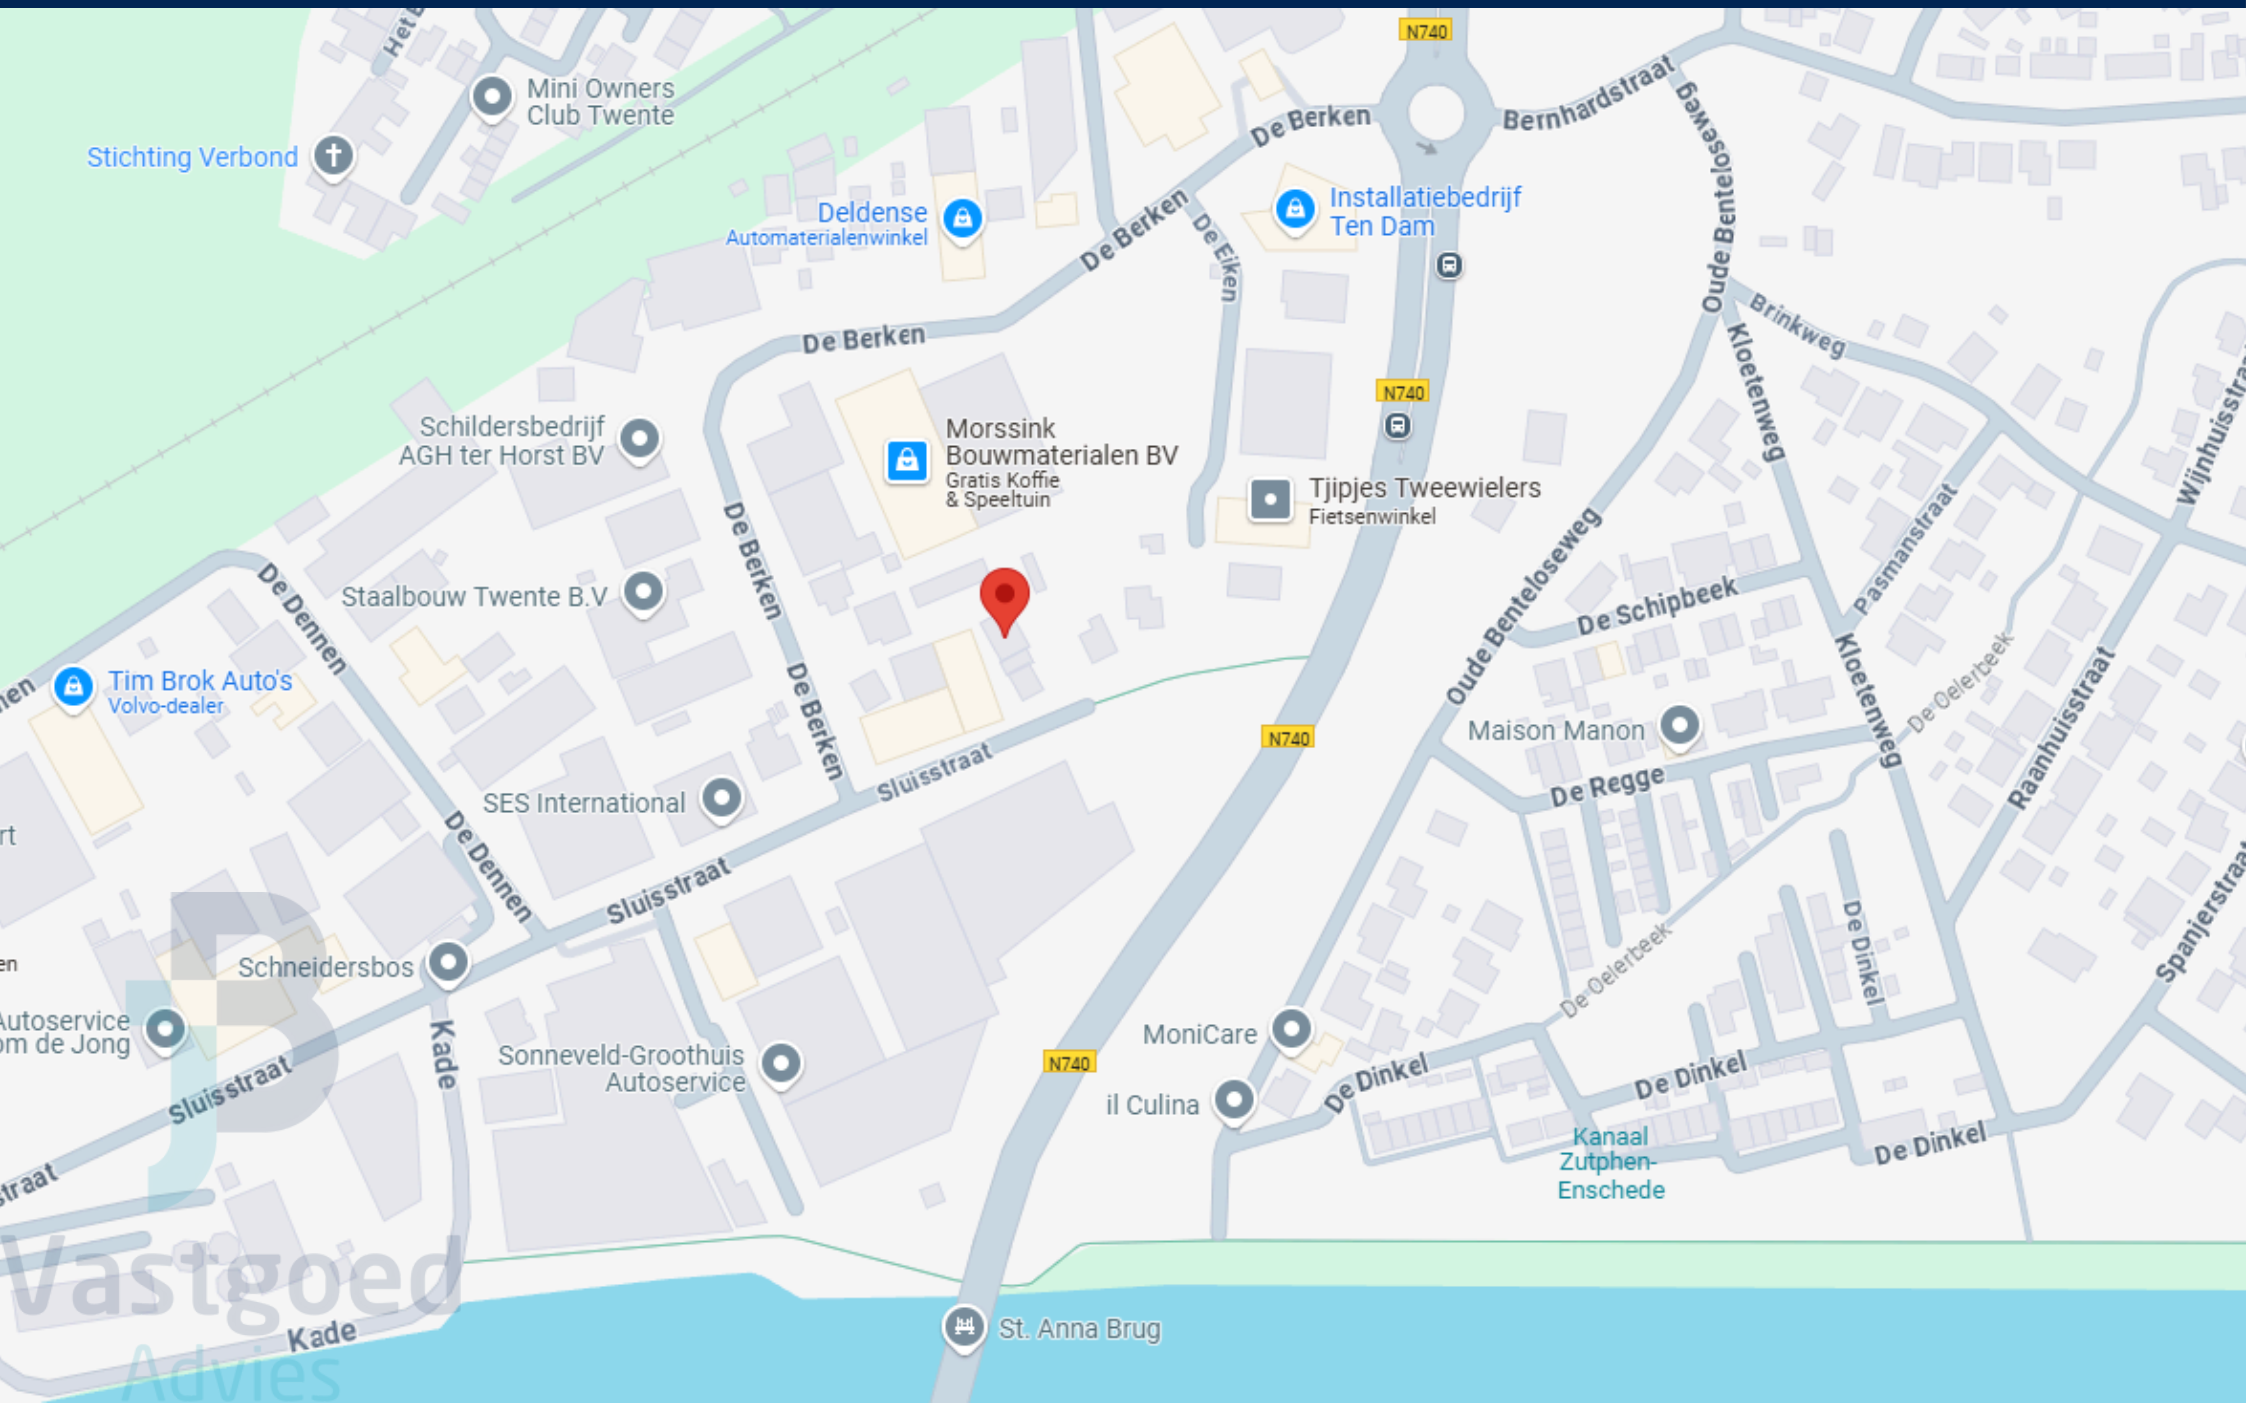 N740
Mini Owners
Club Twente
Stichting Verbond
De Berken
Bernhardstraat
Oude Benteloseweg
Deldense
Automaterialenwinkel
De Berken
De Eiken
Installatiebedrijf
Ten Dam
De Berken
Brinkweg
Kloetenweg
Wijnhuisstraat
N740
Schildersbedrijf
AGH ter Horst BV
Morssink
Bouwmaterialen BV
Gratis Koffie
& Speeltuin
Tjipjes Tweewielers
Fietsenwinkel
De Berken
Oude Benteloseweg
Pasmanstraat
De Dennen
Staalbouw Twente B.V
De Schipbeek
Kloetenweg
De Oelerbeek
Raanhuisstraat
Tim Brok Auto's
Volvo-dealer
De Berken
N740
Maison Manon
De Regge
Sluisstraat
SES International
De Dennen
Sluisstraat
De Dinkel
Spanjerstraat
De Oelerbeek
Schneidersbos
Autoservice
om de Jong
Kade
Sluisstraat
Sonneveld-Groothuis
Autoservice
N740
MoniCare
il Culina
De Dinkel
De Dinkel
De Dinkel
Kanaal
Zutphen-
Enschede
straat
JB
Vastgoed
Advies
Kade
St. Anna Brug